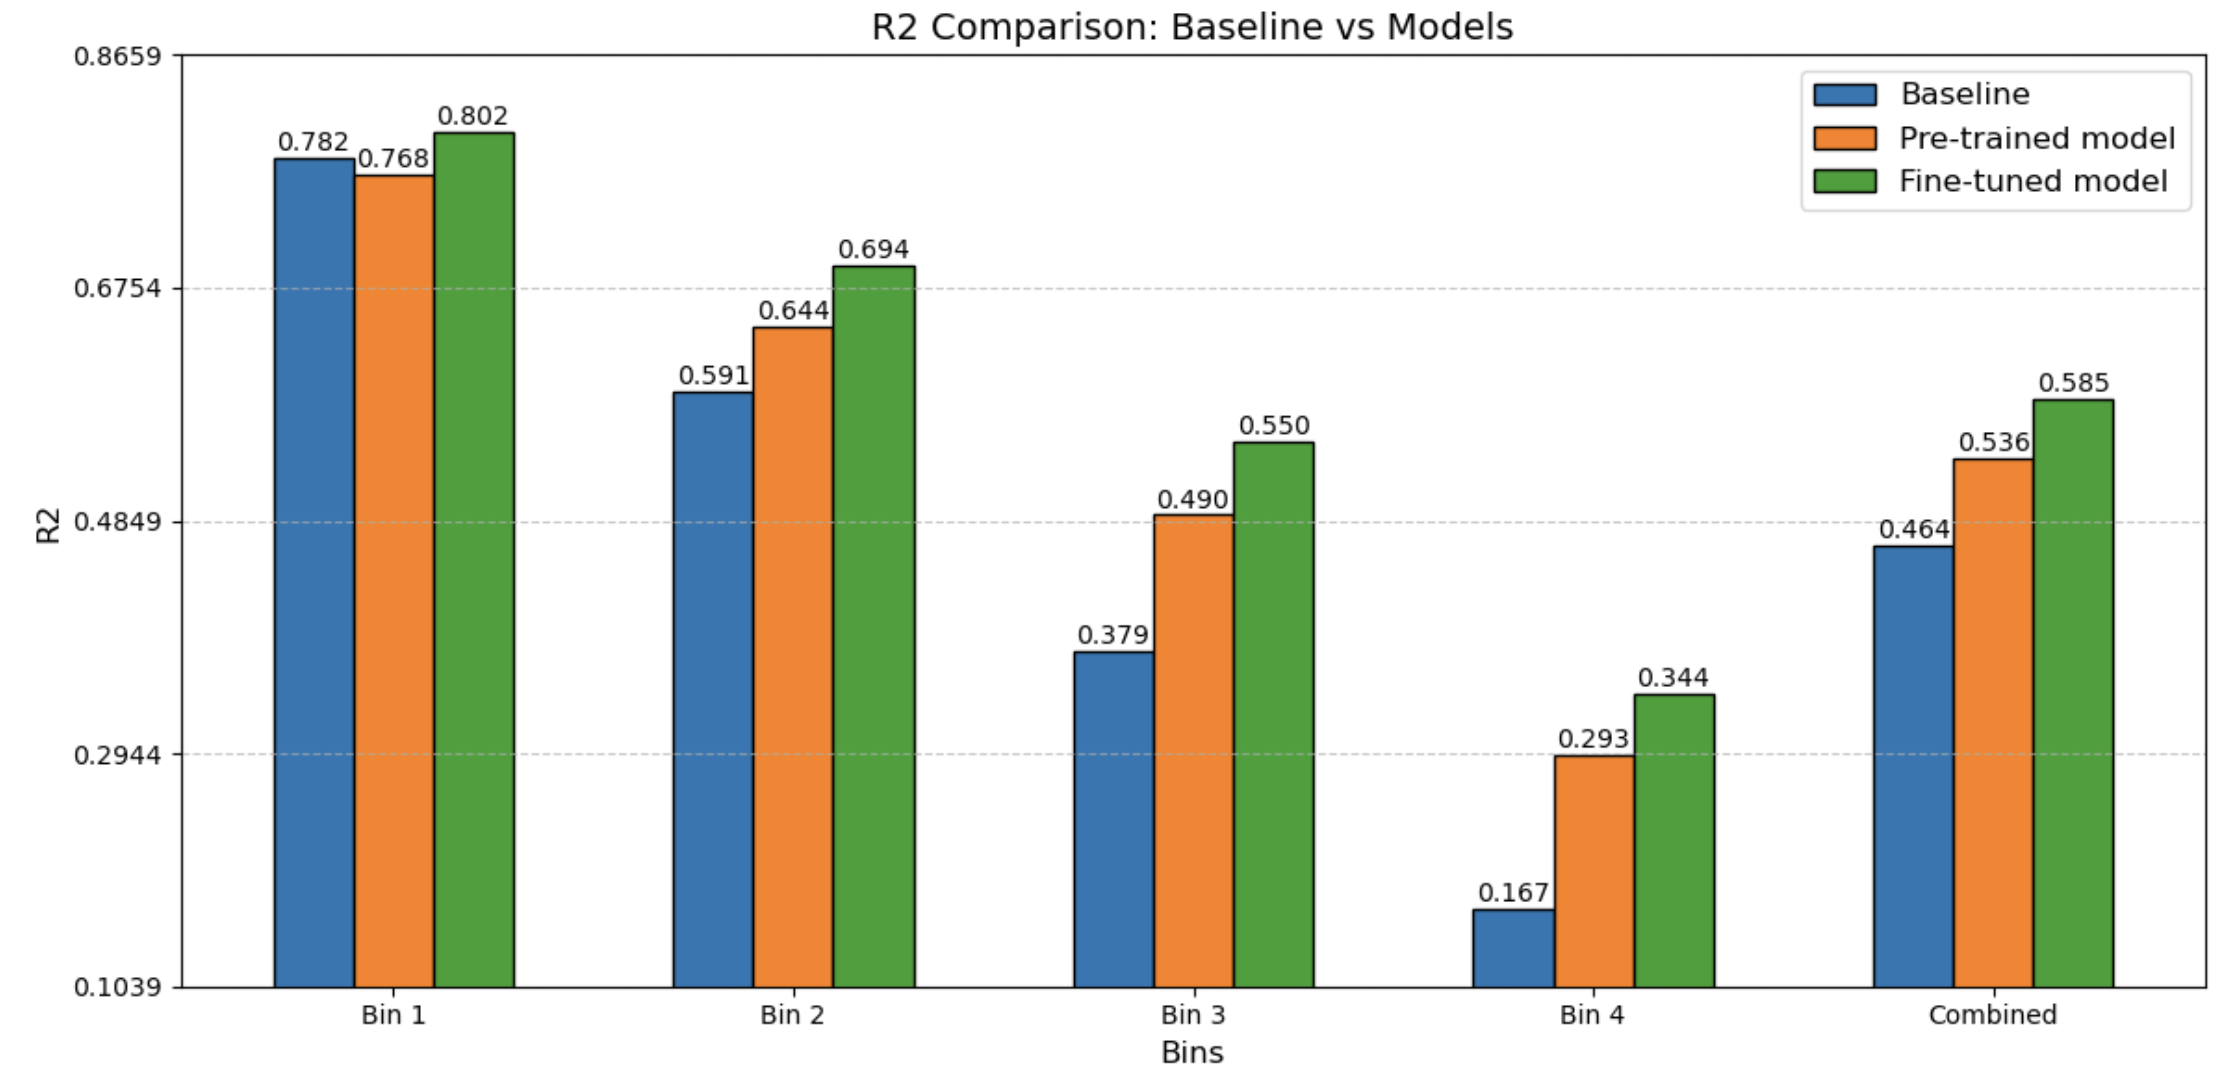 R2 Comparison: Baseline vs Models
0.8659
0.6754
0.4849
0.2944
0.1039
R2
0.782
0.768
0.802
0.591
0.644
0.694
0.379
0.490
0.550
0.167
0.293
0.344
0.464
0.536
0.585
Baseline
Pre-trained model
Fine-tuned model
Bin 1
Bin 2
Bin 3
Bin 4
Combined
Bins